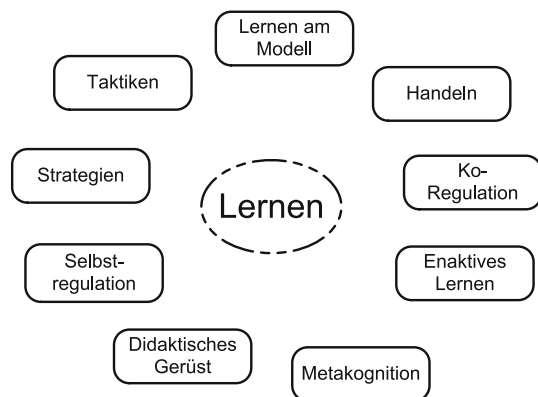 Lernen am
Modell
Taktiken
Handeln
Strategien
Ko-
Regulation
Lernen
Selbst-
regulation
Enaktives
Lernen
Didaktisches
Gerüst
Metakognition